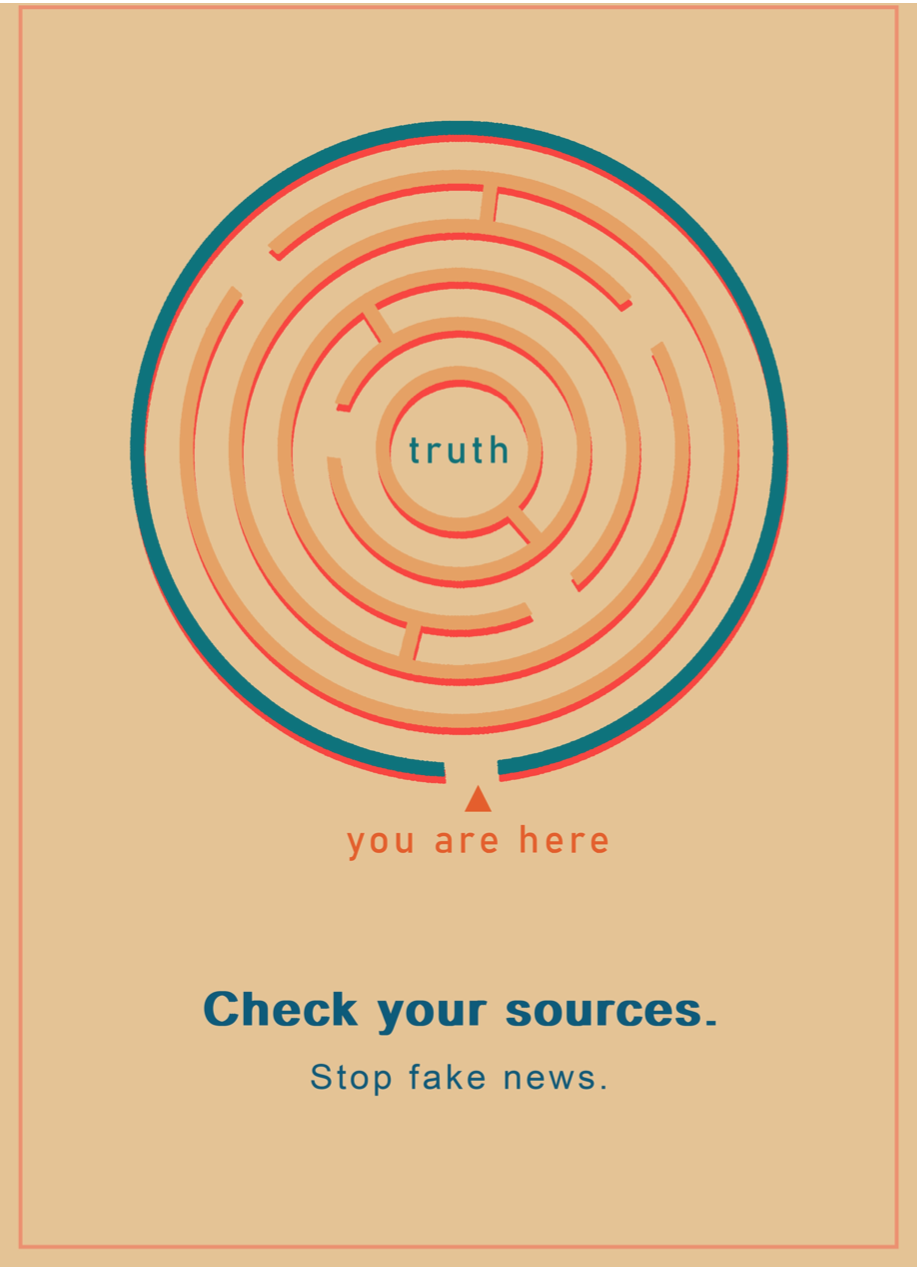 truth
you are here
Check your sources.
Stop fake news.